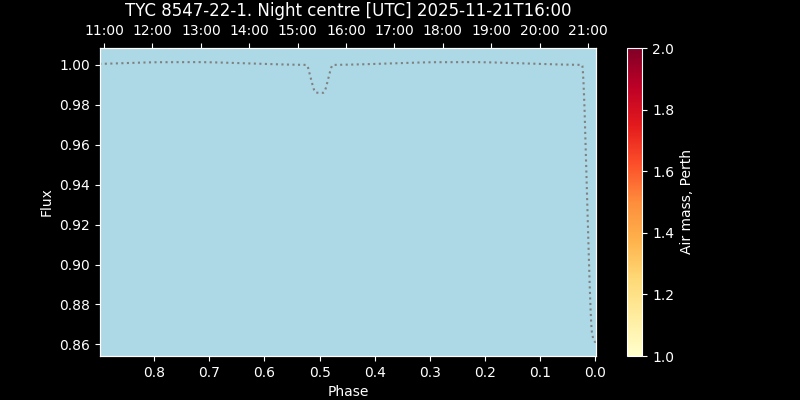 TYC 8547-22-1. Night centre [UTC] 2025-11-21T16:00
11:00 12:00 13:00 14:00 15:00 16:00 17:00 18:00 19:00 20:00 21:00
1.00
0.98
0.96
0.94
0.92
0.90
0.88
0.86
Flux
0.8 0.7 0.6 0.5 0.4 0.3 0.2 0.1 0.0
Phase
2.0
1.8
1.6
1.4
1.2
1.0
Air mass, Perth